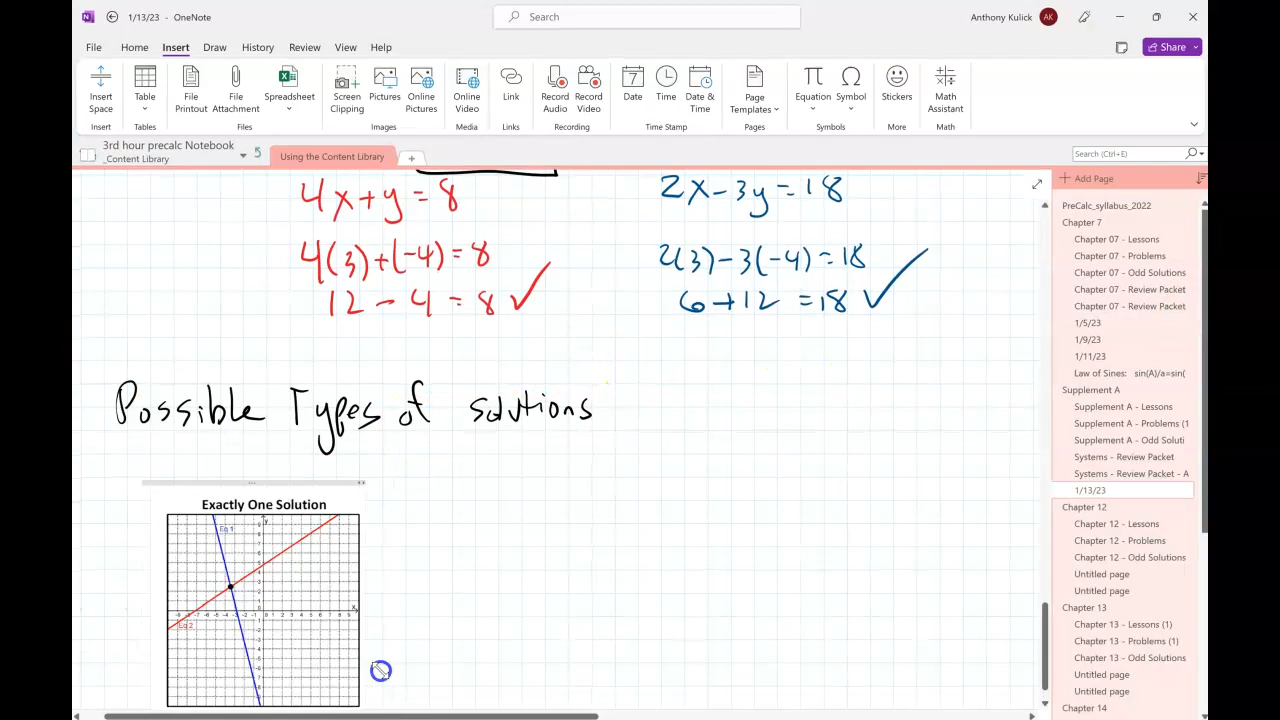 1/13/23 - OneNote
Search
Anthony Kulick AK
File Home Insert Draw History Review View Help Share
Insert Space
Table
File Printout
File Attachment
Spreadsheet
Screen Clipping
Pictures
Online Pictures
Online Video
Link
Record Audio
Record Video
Date
Time
Date & Time
Page Templates
Equation
Symbol
Stickers
Math Assistant
Insert Tables Files Images Media Links Recording Time Stamp Pages Symbols More Math
3rd hour precalc Notebook
_Content Library
Using the Content Library
Search (Ctrl+E)
4x+y=8
4(3)+(-4)=8
12-4=8✓
2x-3y=18
2(3)-3(-4)=18
6+12=18✓
Possible Types of solutions
Exactly One Solution
Eq 1
y
x
Eq 2
Add Page
PreCalc_syllabus_2022
Chapter 7
Chapter 07 - Lessons
Chapter 07 - Problems
Chapter 07 - Odd Solutions
Chapter 07 - Review Packet
Chapter 07 - Review Packet
1/5/23
1/9/23
1/11/23
Law of Sines: sin(A)/a=sin(
Supplement A
Supplement A - Lessons
Supplement A - Problems (1
Supplement A - Odd Soluti
Systems - Review Packet
Systems - Review Packet - A
1/13/23
Chapter 12
Chapter 12 - Lessons
Chapter 12 - Problems
Chapter 12 - Odd Solutions
Untitled page
Untitled page
Chapter 13
Chapter 13 - Lessons (1)
Chapter 13 - Problems (1)
Chapter 13 - Odd Solutions
Untitled page
Untitled page
Chapter 14